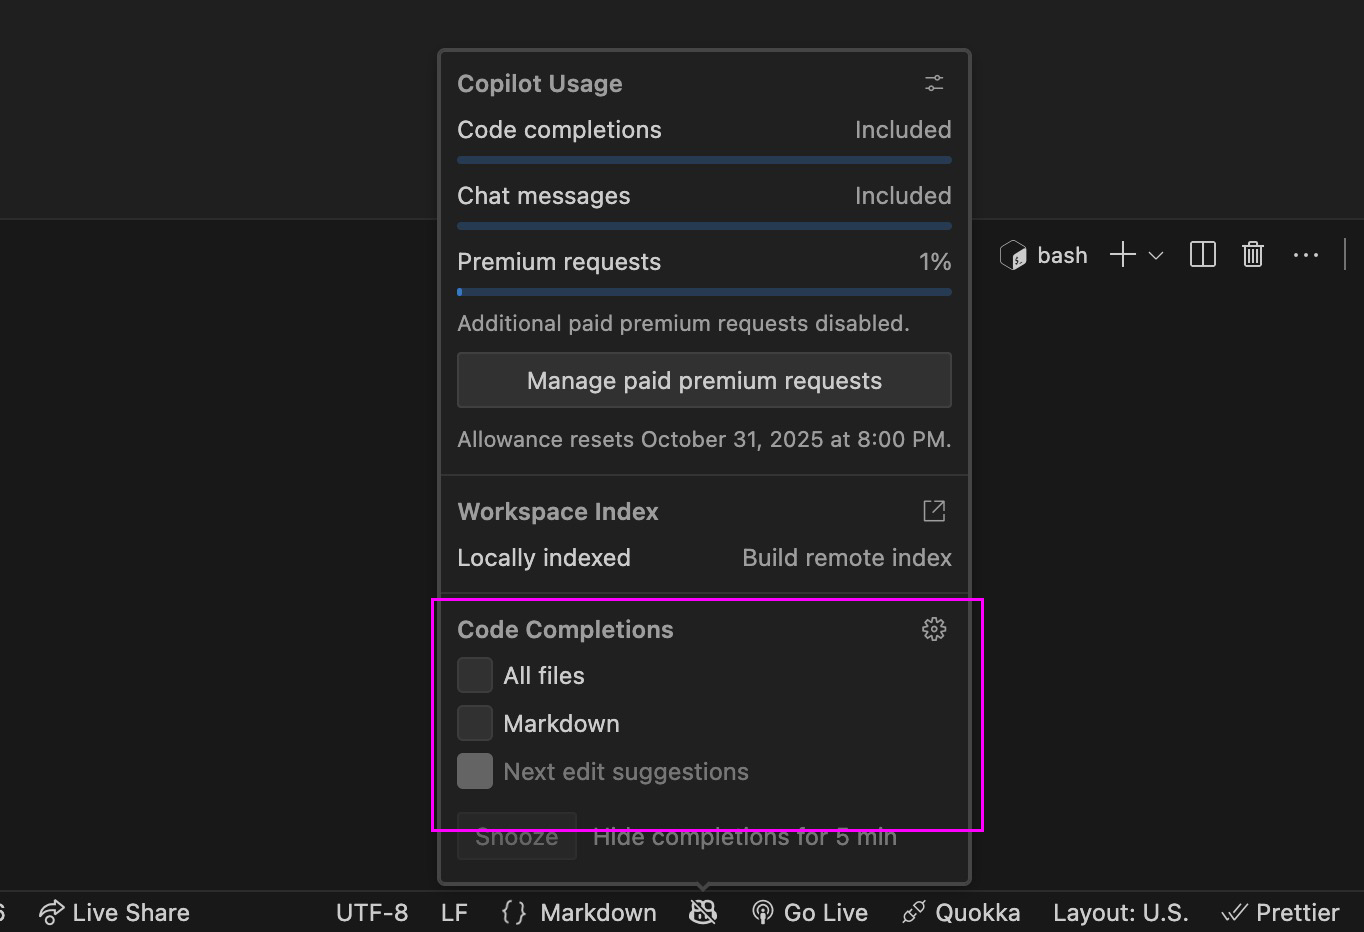 Copilot Usage
Code completions Included
Chat messages Included
Premium requests 1%
Additional paid premium requests disabled.
Manage paid premium requests
Allowance resets October 31, 2025 at 8:00 PM.
Workspace Index
Locally indexed Build remote index
Code Completions
All files
Markdown
Next edit suggestions
Snooze Hide completions for 5 min
bash
Live Share UTF-8 LF {} Markdown Go Live Quokka Layout: U.S. Prettier